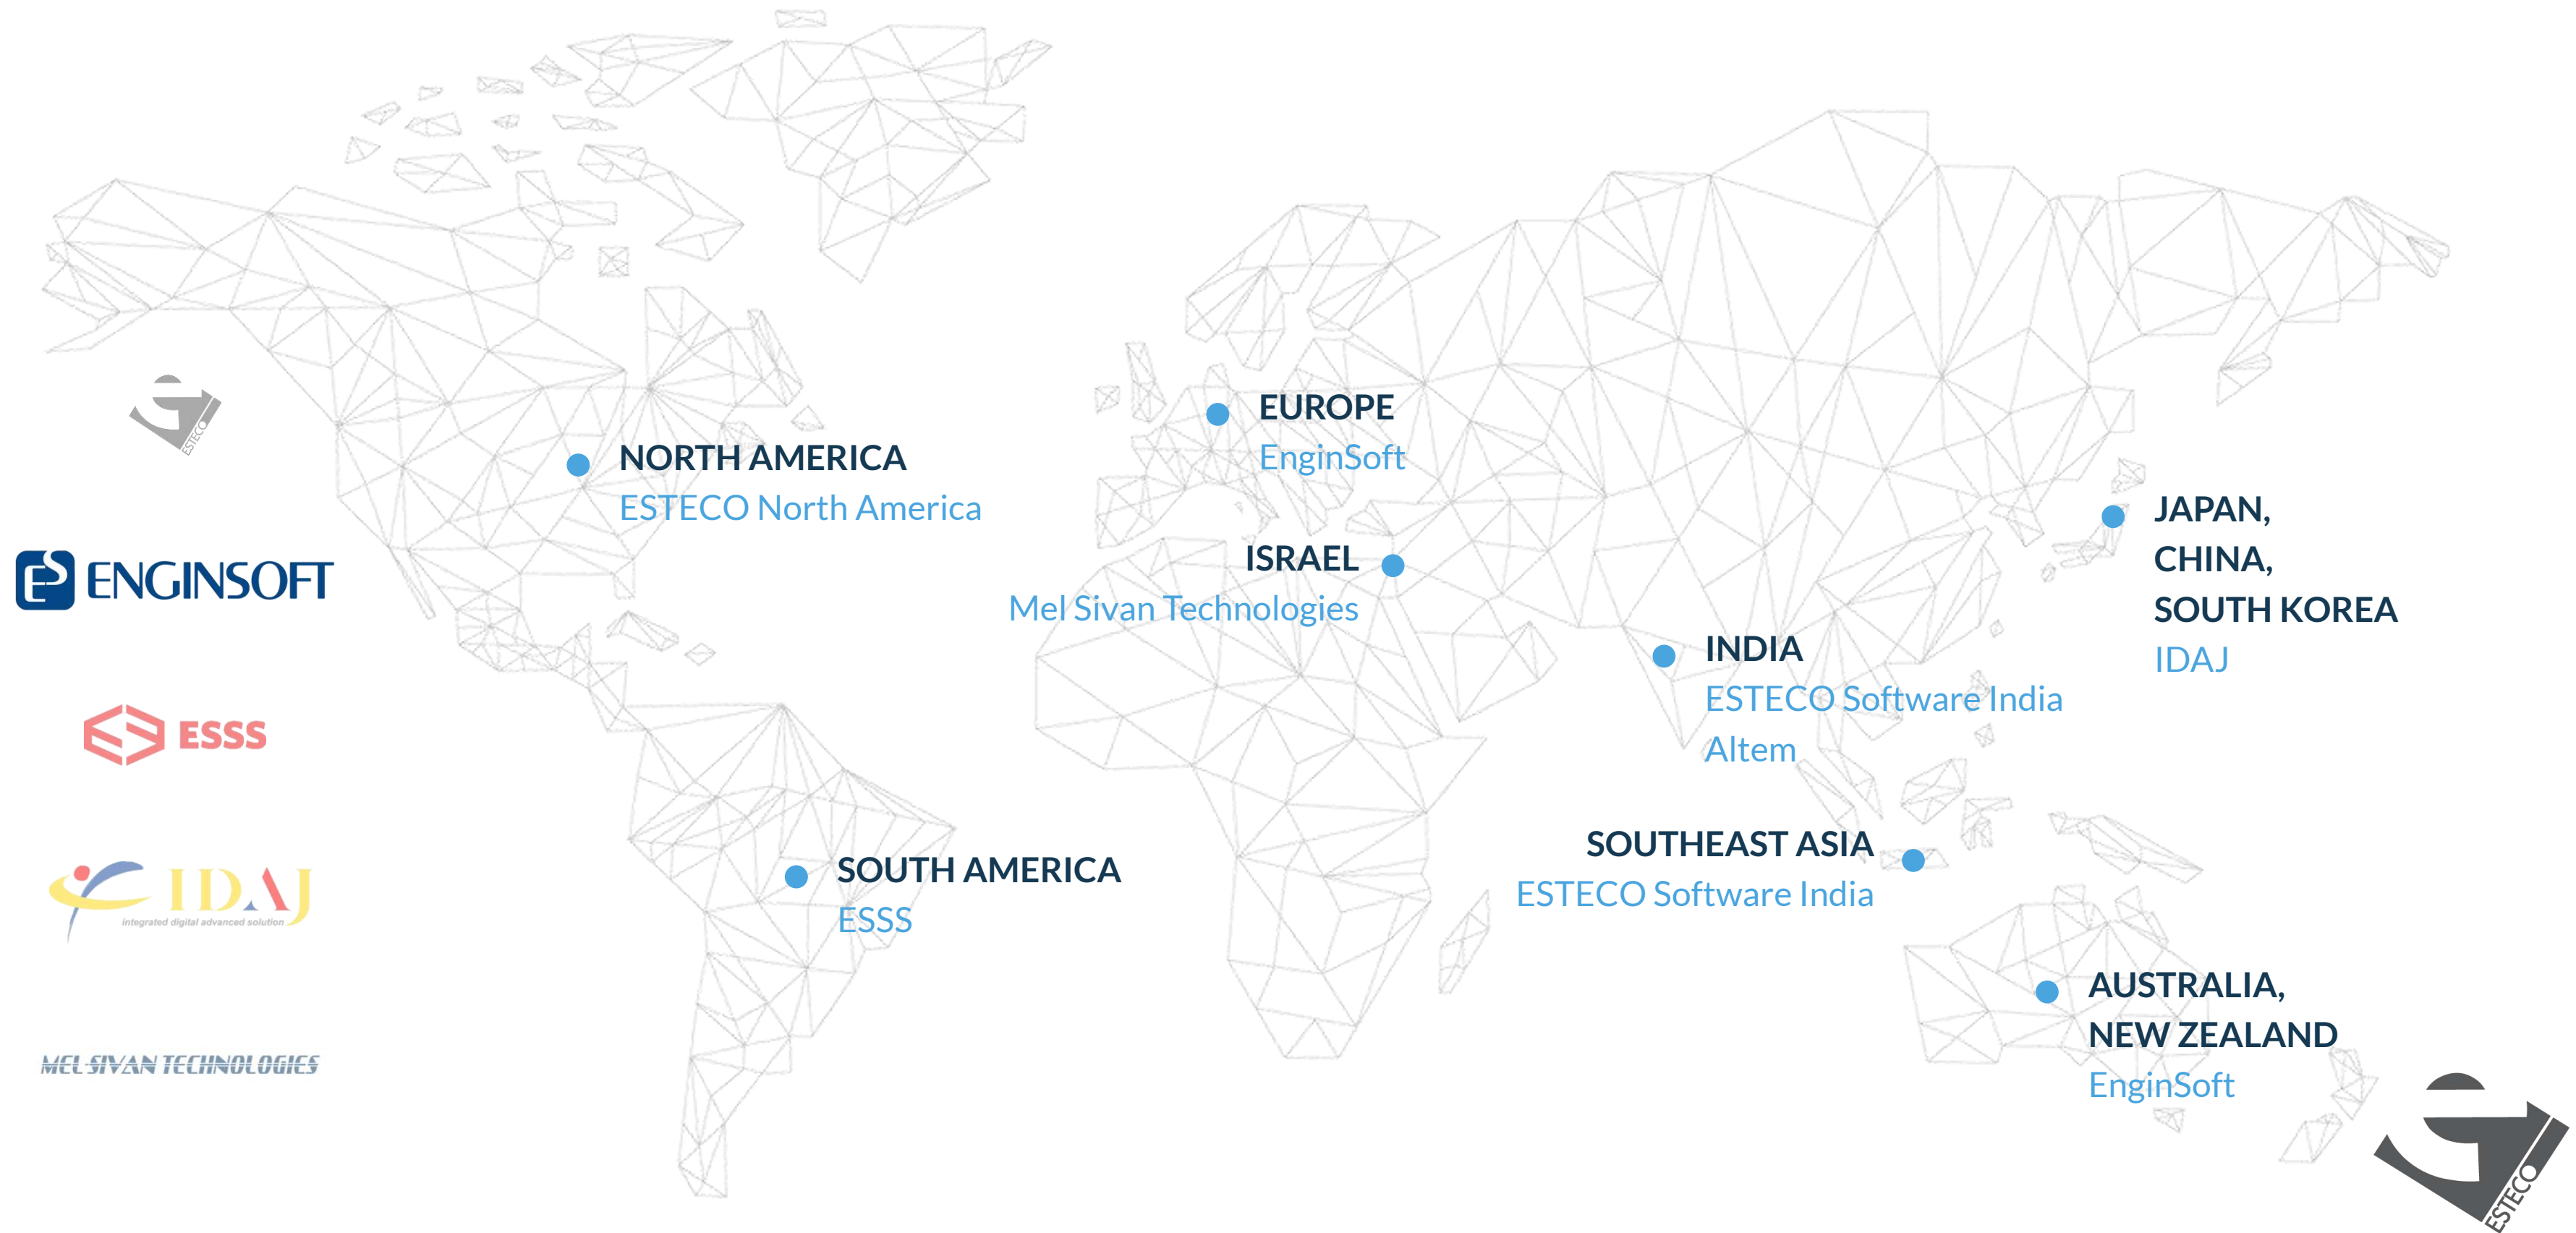 ESTECO
ENGINSOFT
ESSS
IDAJ
integrated digital advanced solution
MEL SIVAN TECHNOLOGIES
NORTH AMERICA
ESTECO North America
SOUTH AMERICA
ESSS
EUROPE
EnginSoft
ISRAEL
Mel Sivan Technologies
INDIA
ESTECO Software India
Altem
SOUTHEAST ASIA
ESTECO Software India
JAPAN,
CHINA,
SOUTH KOREA
IDAJ
AUSTRALIA,
NEW ZEALAND
EnginSoft
ESTECO